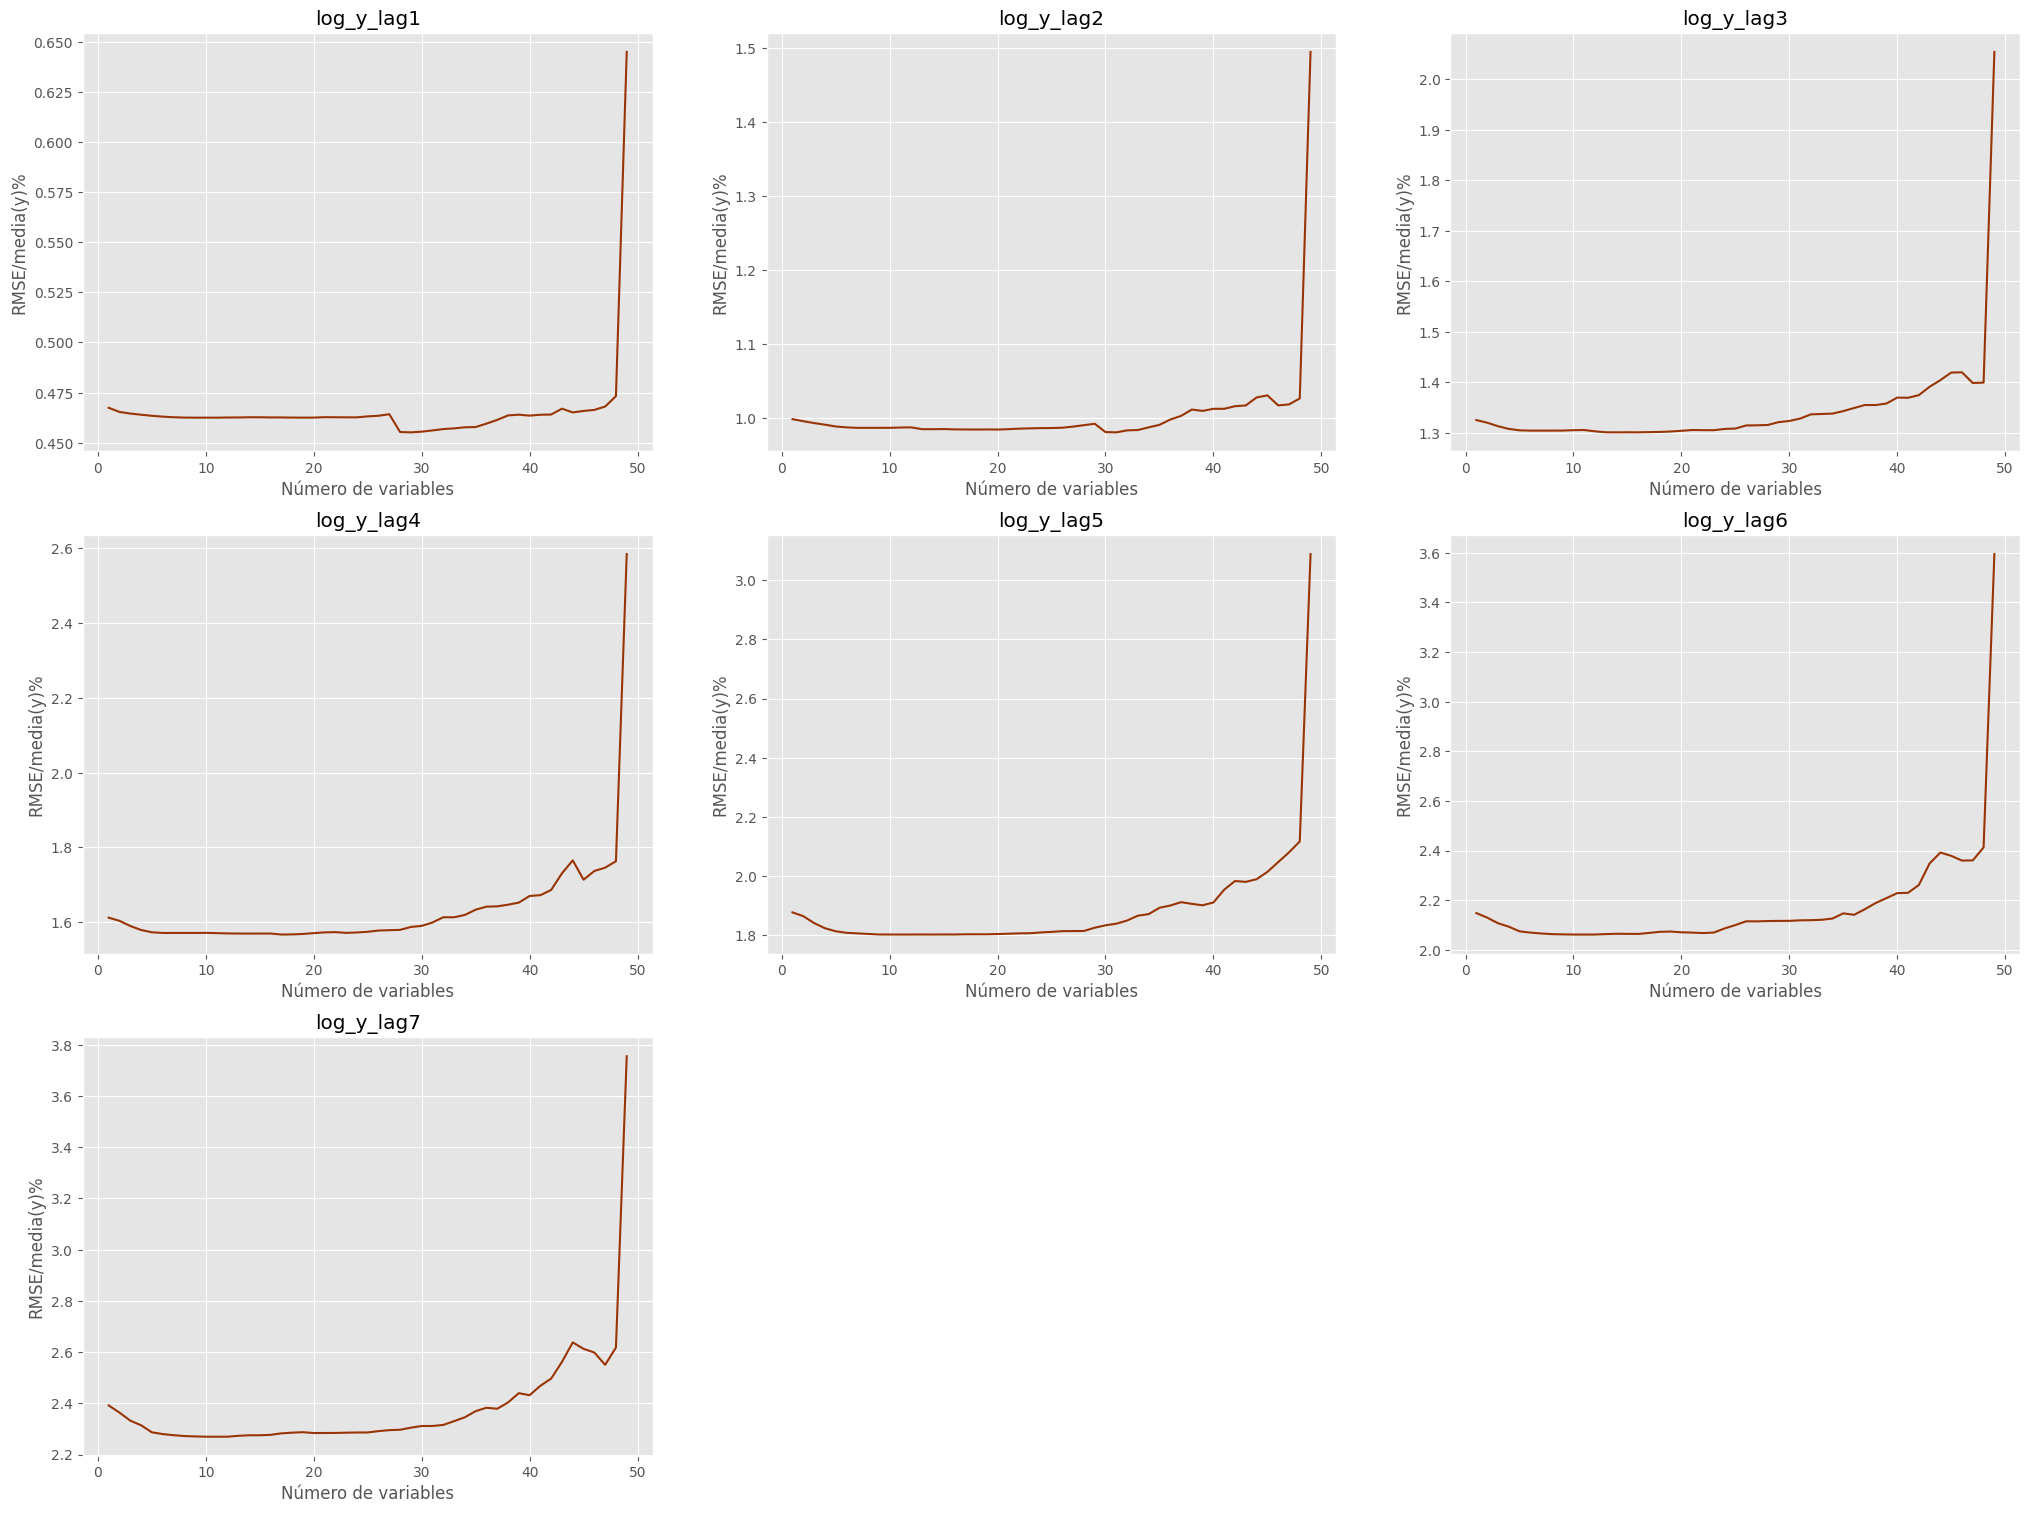 log_y_lag1
RMSE/media(y)%
0.650
0.625
0.600
0.575
0.550
0.525
0.500
0.475
0.450
0 10 20 30 40 50
Número de variables
log_y_lag2
RMSE/media(y)%
1.5
1.4
1.3
1.2
1.1
1.0
0 10 20 30 40 50
Número de variables
log_y_lag3
RMSE/media(y)%
2.0
1.9
1.8
1.7
1.6
1.5
1.4
1.3
0 10 20 30 40 50
Número de variables
log_y_lag4
RMSE/media(y)%
2.6
2.4
2.2
2.0
1.8
1.6
0 10 20 30 40 50
Número de variables
log_y_lag5
RMSE/media(y)%
3.0
2.8
2.6
2.4
2.2
2.0
1.8
0 10 20 30 40 50
Número de variables
log_y_lag6
RMSE/media(y)%
3.6
3.4
3.2
3.0
2.8
2.6
2.4
2.2
2.0
0 10 20 30 40 50
Número de variables
log_y_lag7
RMSE/media(y)%
3.8
3.6
3.4
3.2
3.0
2.8
2.6
2.4
2.2
0 10 20 30 40 50
Número de variables